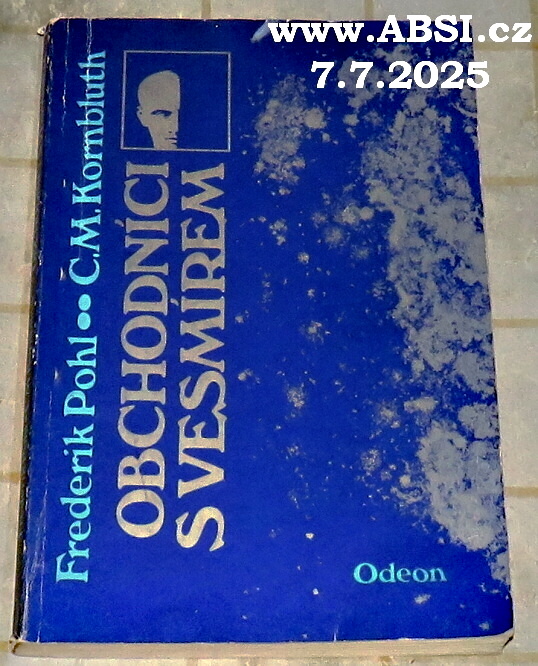 www.ABSI.cz
7.7.2025
Frederik Pohl •• C.M. Kornbluth
OBCHODNÍCI
S VESMÍREM
Odeon